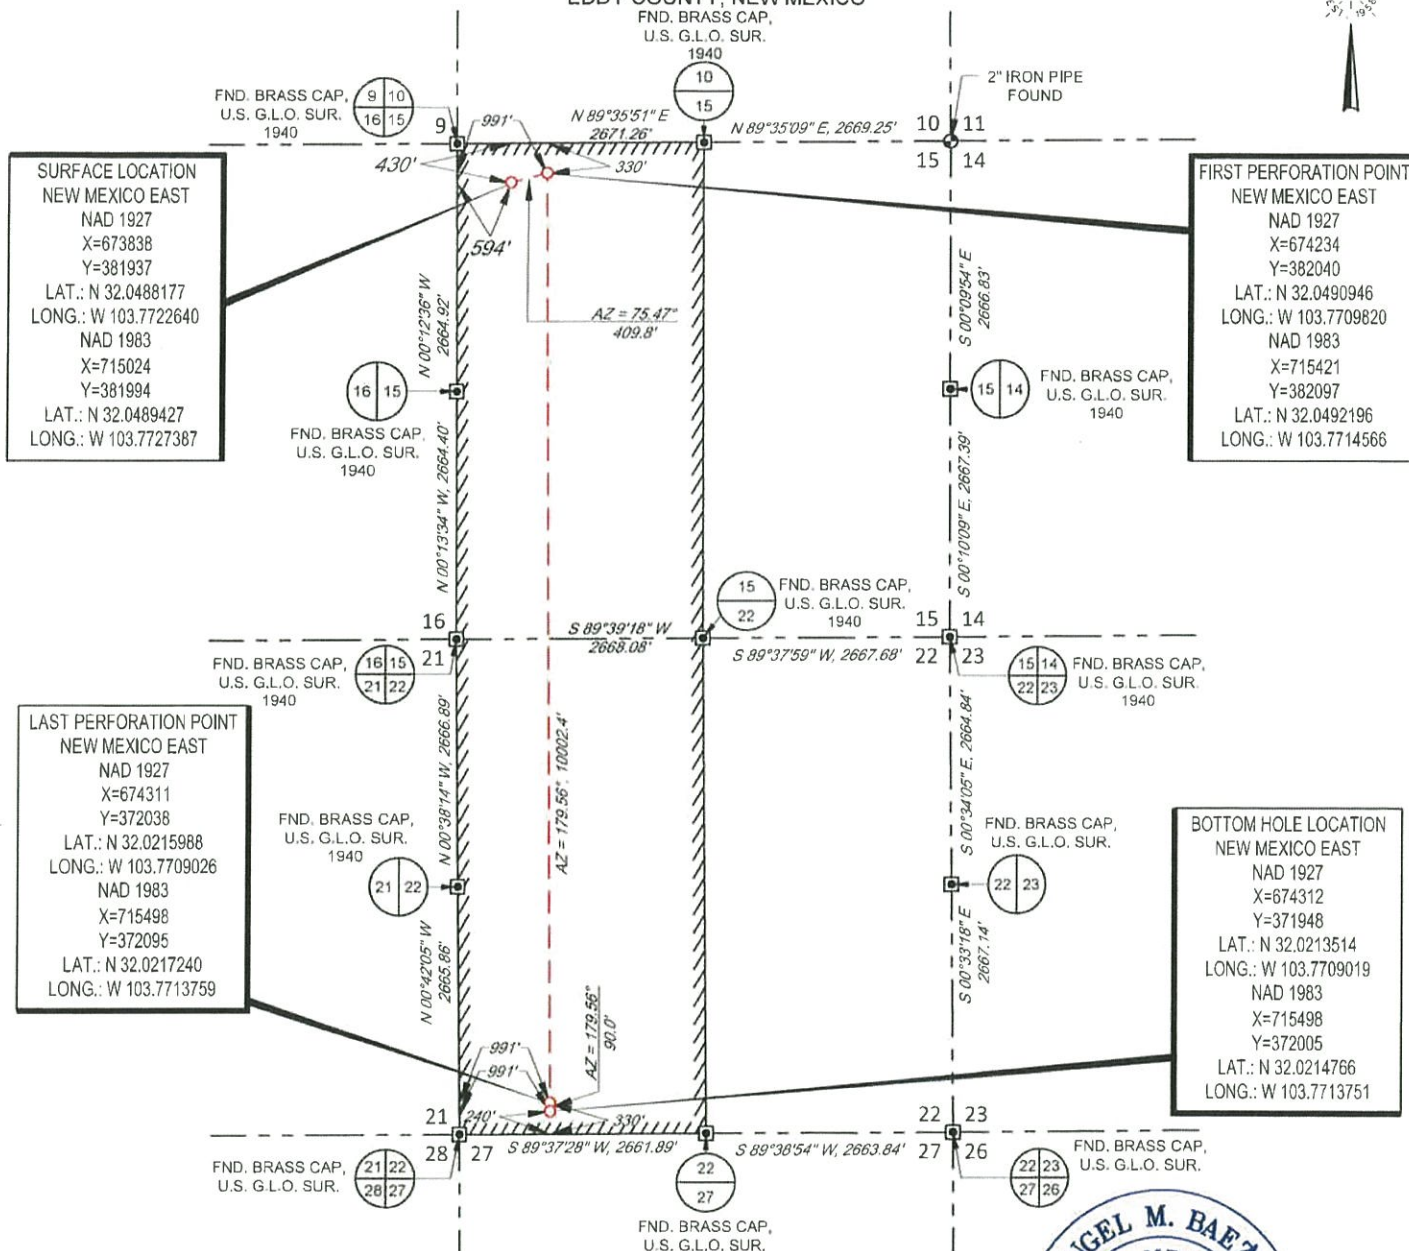 EDDY COUNTY, NEW MEXICO
FND. BRASS CAP,
U.S. G.L.O. SUR.
1940
10
15
2" IRON PIPE
FOUND
FND. BRASS CAP,
U.S. G.L.O. SUR.
1940
9 10
16 15
9
991'
N 89°35'51" E
2671.26'
N 89°35'09" E, 2669.25'
10 11
15 14
430'
330'
594'
SURFACE LOCATION
NEW MEXICO EAST
NAD 1927
X=673838
Y=381937
LAT.: N 32.0488177
LONG.: W 103.7722640
NAD 1983
X=715024
Y=381994
LAT.: N 32.0489427
LONG.: W 103.7727387
FIRST PERFORATION POINT
NEW MEXICO EAST
NAD 1927
X=674234
Y=382040
LAT.: N 32.0490946
LONG.: W 103.7709820
NAD 1983
X=715421
Y=382097
LAT.: N 32.0492196
LONG.: W 103.7714566
N 00°12'36" W
2664.92'
AZ = 75.47°
409.8'
S 00°09'54" E
2666.83'
16 15
FND. BRASS CAP,
U.S. G.L.O. SUR.
1940
15 14
FND. BRASS CAP,
U.S. G.L.O. SUR.
1940
N 00°13'34" W, 2664.40'
S 00°10'09" E, 2667.39'
15
22
FND. BRASS CAP,
U.S. G.L.O. SUR.
1940
16
21
S 89°39'18" W
2668.08'
S 89°37'59" W, 2667.68'
15 14
22 23
FND. BRASS CAP,
U.S. G.L.O. SUR.
1940
16 15
21 22
15 14
22 23
FND. BRASS CAP,
U.S. G.L.O. SUR.
1940
LAST PERFORATION POINT
NEW MEXICO EAST
NAD 1927
X=674311
Y=372038
LAT.: N 32.0215988
LONG.: W 103.7709026
NAD 1983
X=715498
Y=372095
LAT.: N 32.0217240
LONG.: W 103.7713759
N 00°38'14" W, 2666.89'
AZ = 179.56°, 10002.4'
S 00°34'05" E, 2664.84'
FND. BRASS CAP,
U.S. G.L.O. SUR.
1940
21 22
FND. BRASS CAP,
U.S. G.L.O. SUR.
22 23
BOTTOM HOLE LOCATION
NEW MEXICO EAST
NAD 1927
X=674312
Y=371948
LAT.: N 32.0213514
LONG.: W 103.7709019
NAD 1983
X=715498
Y=372005
LAT.: N 32.0214766
LONG.: W 103.7713751
N 00°42'05" W
2665.86'
AZ = 179.56°
90.0'
S 00°33'18" E
2667.14'
991'
991'
240'
330'
21
28 27
S 89°37'28" W, 2661.89'
S 89°38'54" W, 2663.84'
22 23
27 26
FND. BRASS CAP,
U.S. G.L.O. SUR.
21 22
28 27
22
27
FND. BRASS CAP,
U.S. G.L.O. SUR.
22 23
27 26
FND. BRASS CAP,
U.S. G.L.O. SUR.